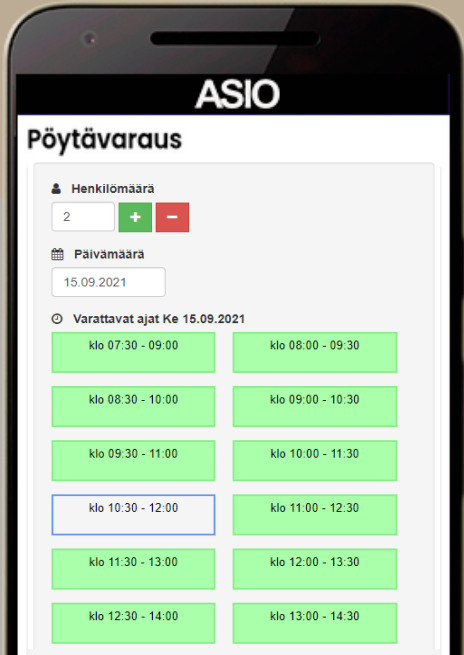 ASIO
Pöytävaraus
Henkilömäärä
2 + −
Päivämäärä
15.09.2021
Varattavat ajat Ke 15.09.2021
klo 07:30 - 09:00 klo 08:00 - 09:30
klo 08:30 - 10:00 klo 09:00 - 10:30
klo 09:30 - 11:00 klo 10:00 - 11:30
klo 10:30 - 12:00 klo 11:00 - 12:30
klo 11:30 - 13:00 klo 12:00 - 13:30
klo 12:30 - 14:00 klo 13:00 - 14:30